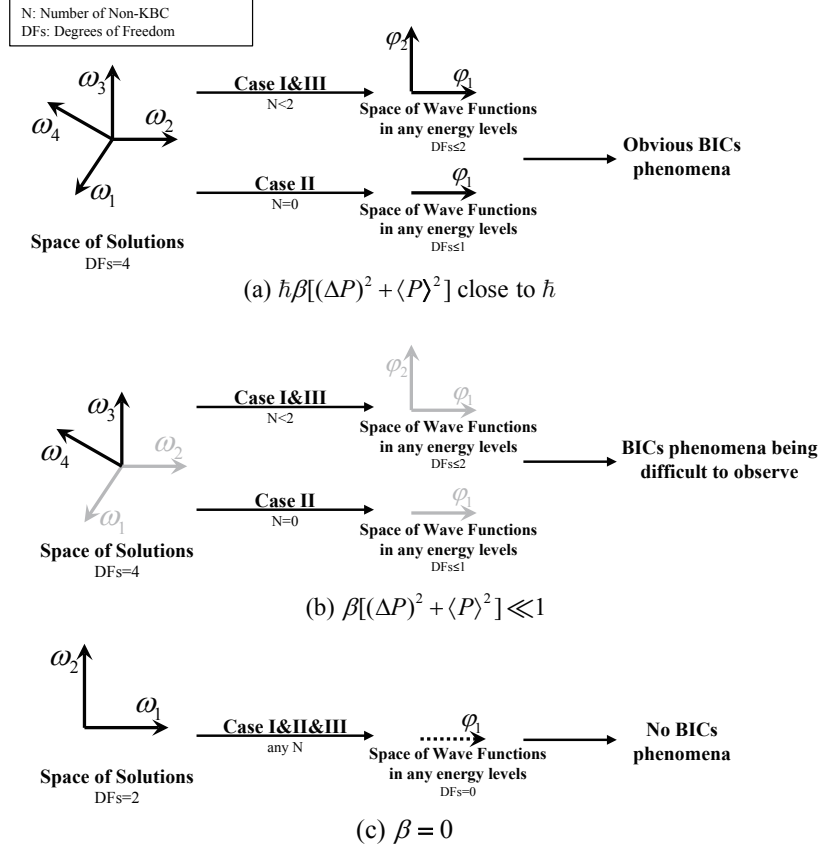 N: Number of Non-KBC
DFs: Degrees of Freedom
ω3
ω2
ω4
ω1
Space of Solutions
DFs=4
Case I&III
N<2
φ2
φ1
Space of Wave Functions
in any energy levels
DFs≤2
Case II
N=0
φ1
Space of Wave Functions
in any energy levels
DFs≤1
Obvious BICs
phenomena
(a) ℏβ[(ΔP)² + ⟨P⟩²] close to ℏ
ω3
ω2
ω4
ω1
Space of Solutions
DFs=4
Case I&III
N<2
φ2
φ1
Space of Wave Functions
in any energy levels
DFs≤2
Case II
N=0
φ1
Space of Wave Functions
in any energy levels
DFs≤1
BICs phenomena being
difficult to observe
(b) β[(ΔP)² + ⟨P⟩²] ≪1
ω2
ω1
Space of Solutions
DFs=2
Case I&II&III
any N
φ1
Space of Wave Functions
in any energy levels
DFs=0
No BICs
phenomena
(c) β = 0